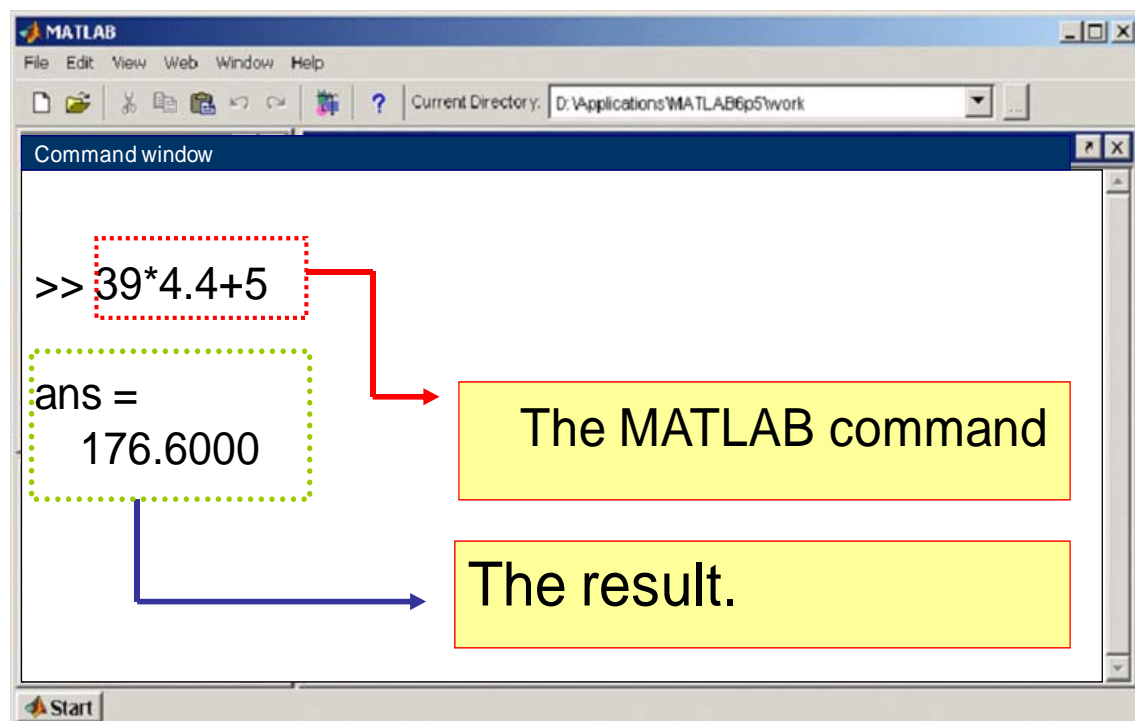 MATLAB
File Edit View Web Window Help
? Current Directory: D:\Applications\MATLAB6p5\work ...
Command window
>> 39*4.4+5
ans =
176.6000
The MATLAB command
The result.
Start